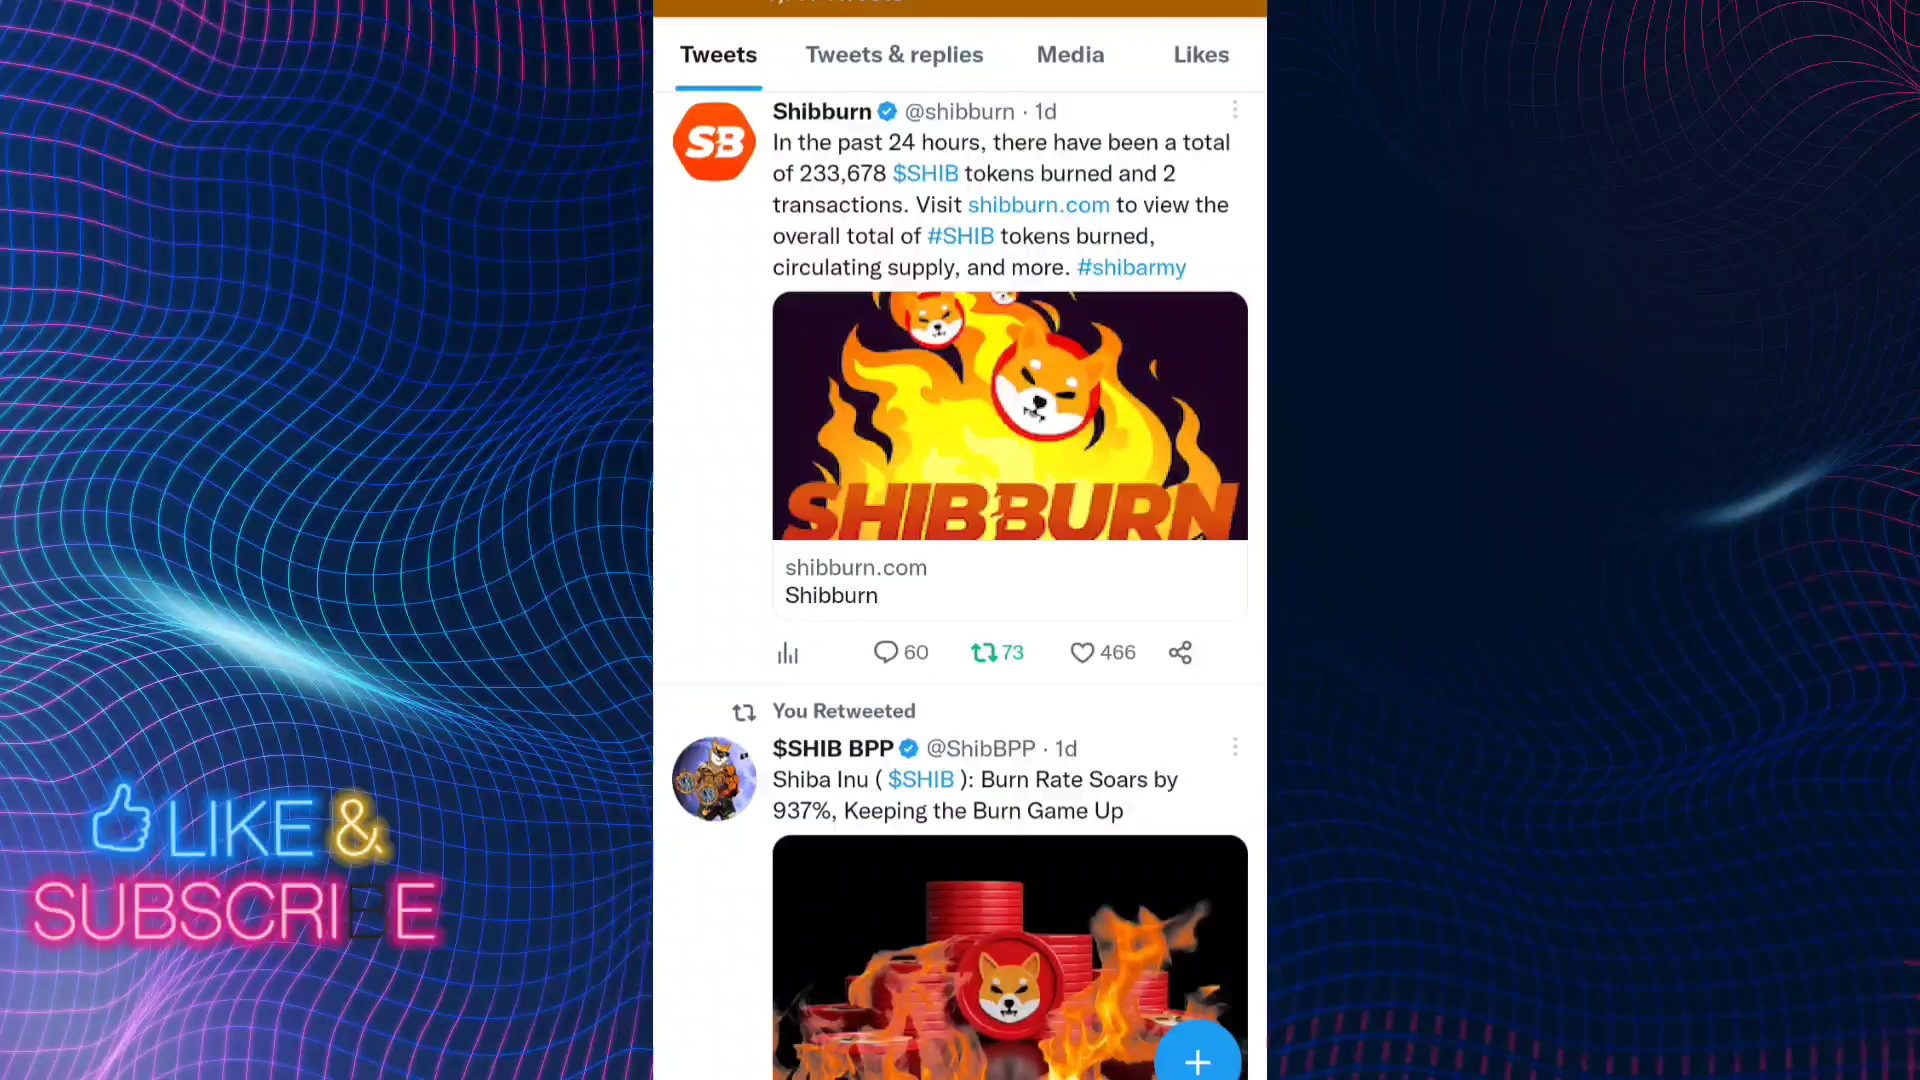 Tweets
Tweets & replies
Media
Likes
SB
Shibburn @shibburn · 1d
In the past 24 hours, there have been a total
of 233,678 $SHIB tokens burned and 2
transactions. Visit shibburn.com to view the
overall total of #SHIB tokens burned,
circulating supply, and more. #shibarmy
SHIBBURN
shibburn.com
Shibburn
60
73
466
You Retweeted
$SHIB BPP @ShibBPP · 1d
Shiba Inu ( $SHIB ): Burn Rate Soars by
937%, Keeping the Burn Game Up
LIKE &
SUBSCRIBE